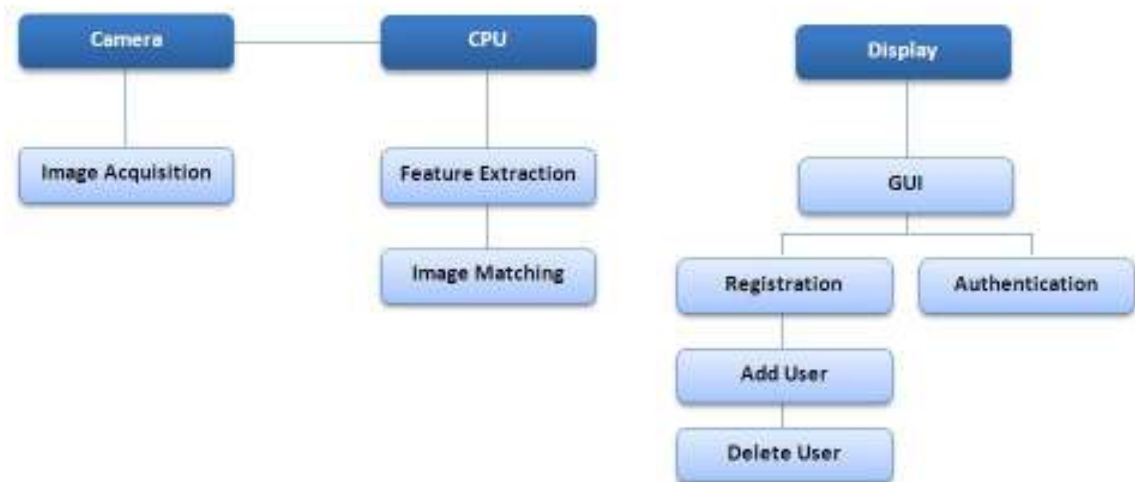 Camera
CPU
Display
Image Acquisition
Feature Extraction
GUI
Image Matching
Registration
Authentication
Add User
Delete User